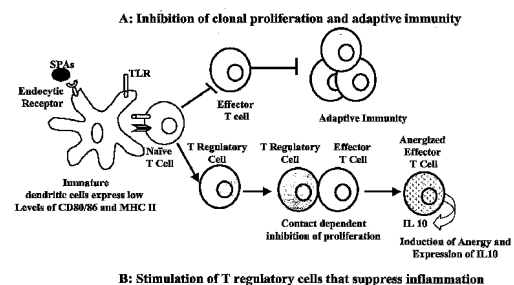 A: Inhibition of clonal proliferation and adaptive immunity
SPAs
TLR
Endocytic
Receptor
Effector
T cell
Adaptive Immunity
Naïve
T Cell
T Regulatory
Cell
T Regulatory
Cell
Effector
T Cell
Anergized
Effector
T Cell
Immature
dendritic cells express low
Levels of CD80/86 and MHC II
Contact dependent
inhibition of proliferation
IL 10
Induction of Anergy and
Expression of IL10
B: Stimulation of T regulatory cells that suppress inflammation